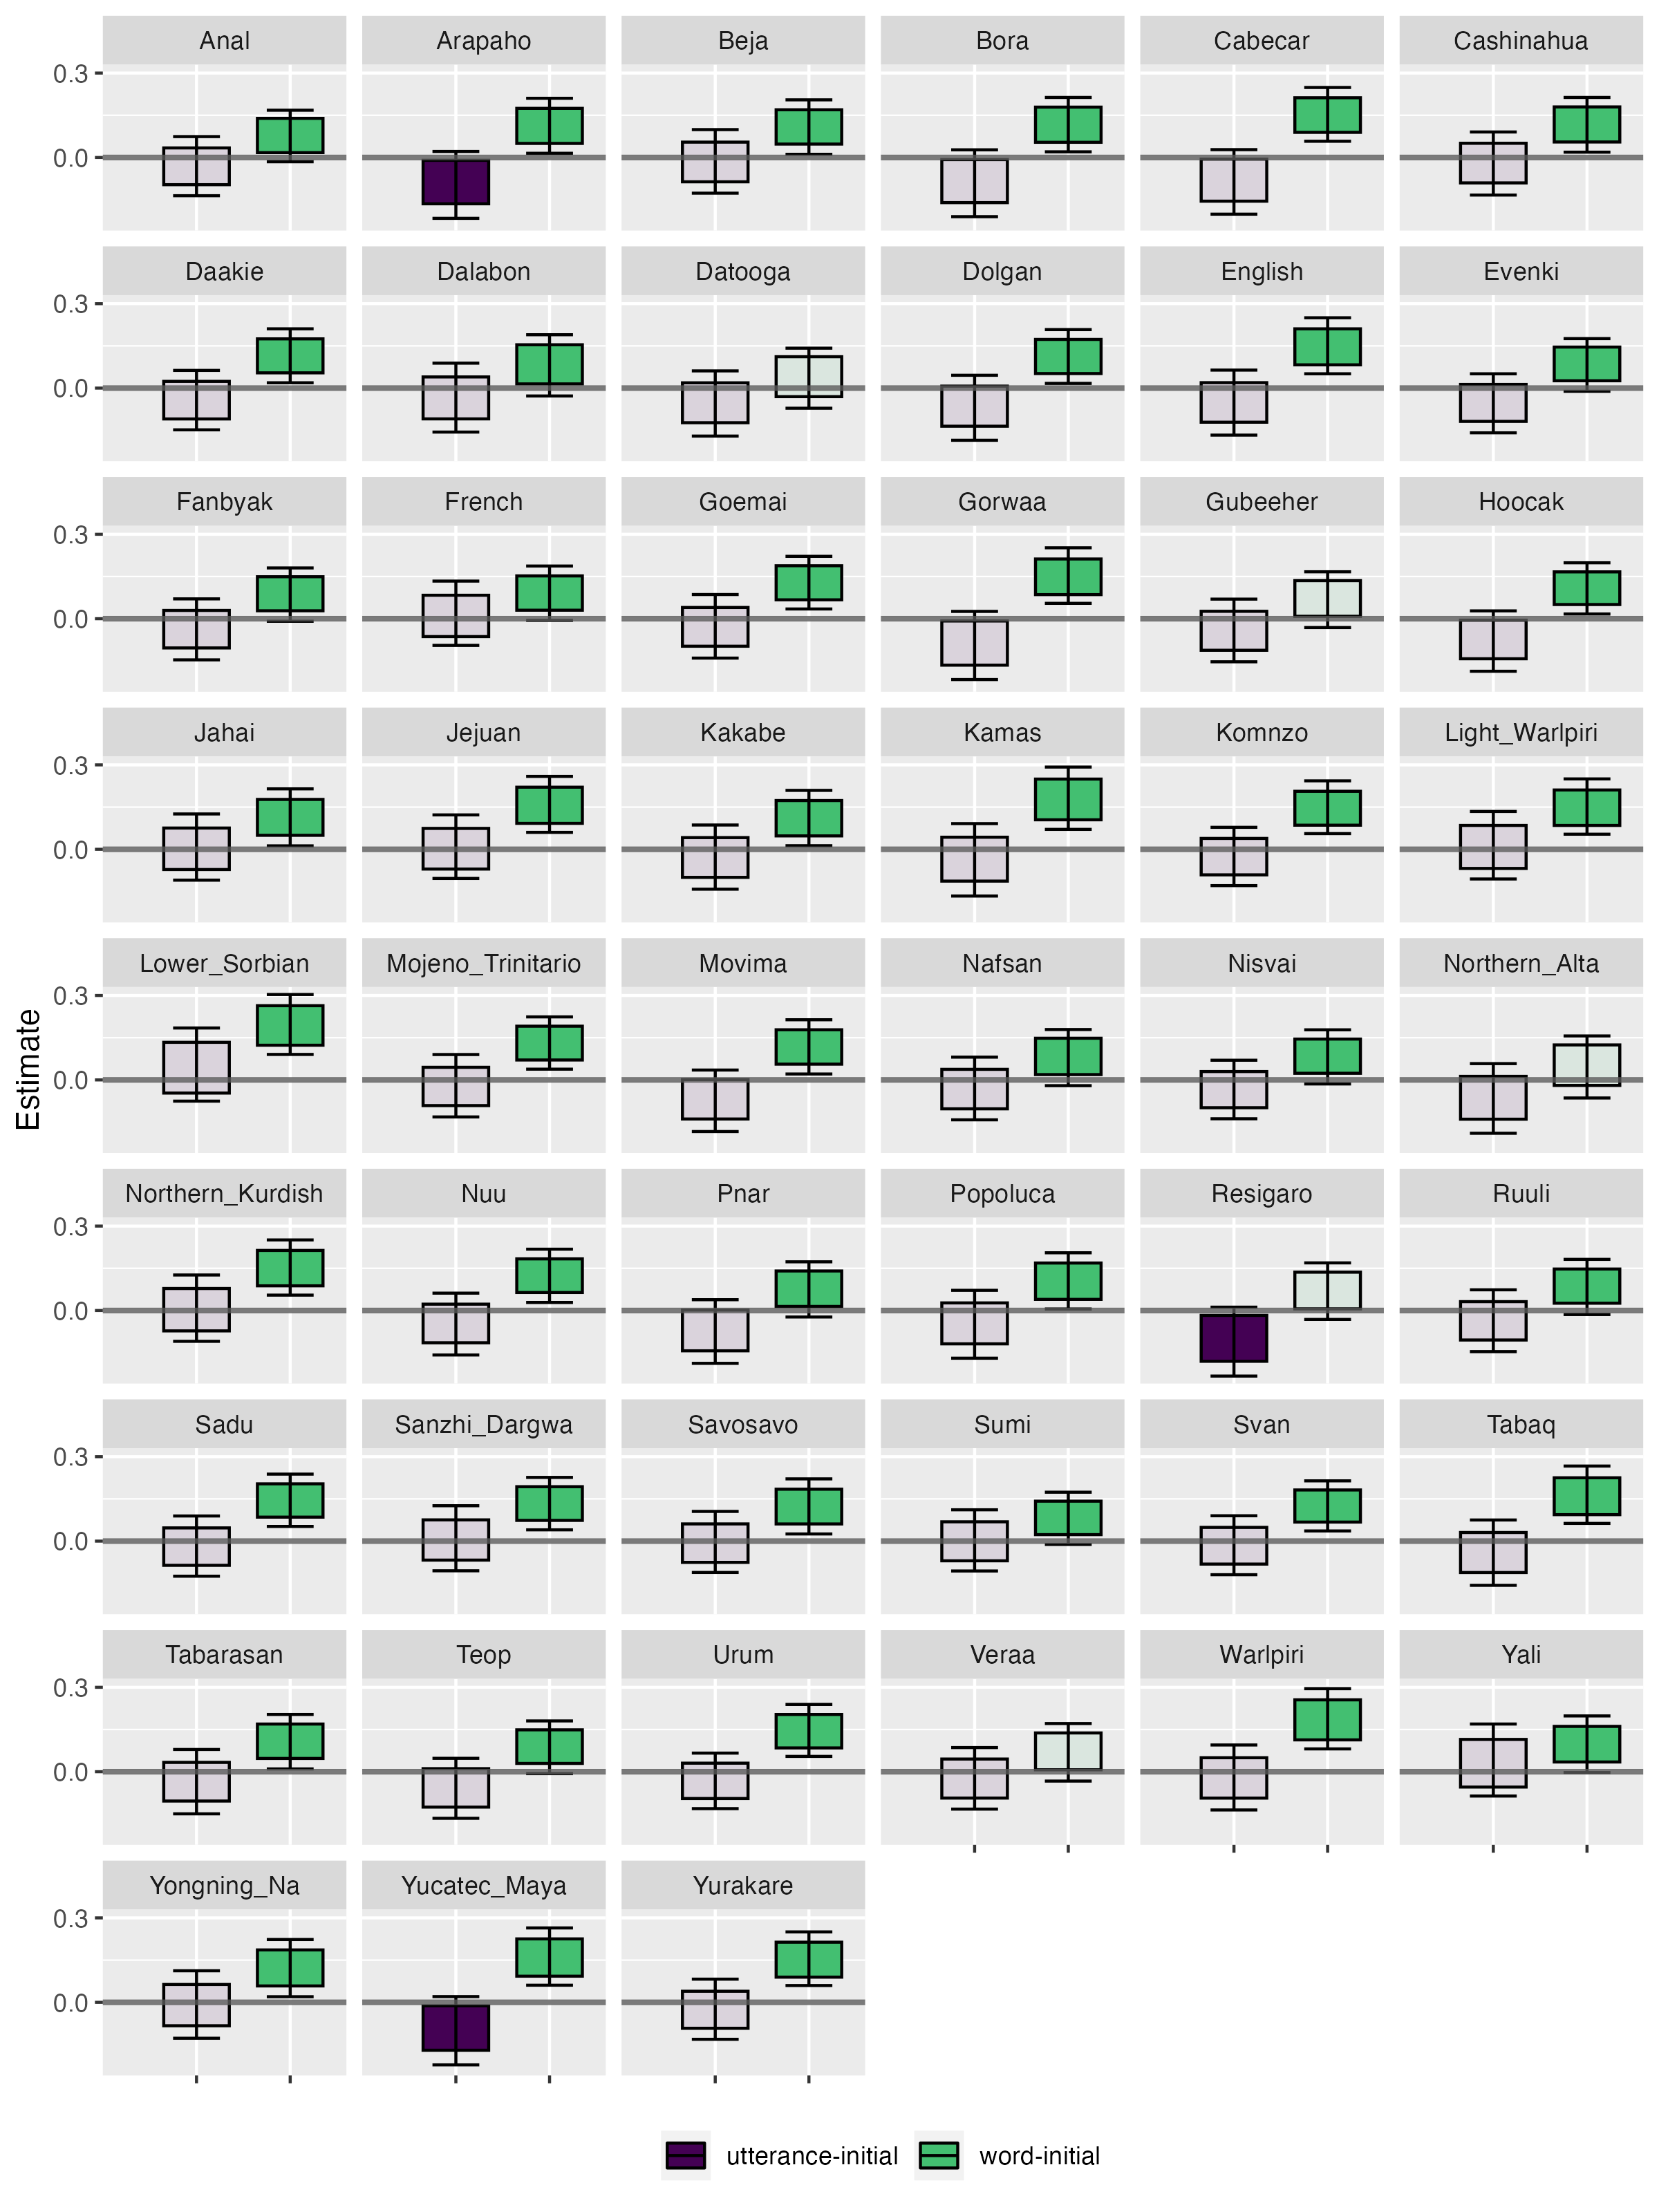 Anal Arapaho Beja Bora Cabecar Cashinahua
0.3
0.0
Daakie Dalabon Datooga Dolgan English Evenki
0.3
0.0
Fanbyak French Goemai Gorwaa Gubeeher Hoocak
0.3
0.0
Jahai Jejuan Kakabe Kamas Komnzo Light_Warlpiri
0.3
0.0
Lower_Sorbian Mojeno_Trinitario Movima Nafsan Nisvai Northern_Alta
0.3
0.0
Estimate
Northern_Kurdish Nuu Pnar Popoluca Resigaro Ruuli
0.3
0.0
Sadu Sanzhi_Dargwa Savosavo Sumi Svan Tabaq
0.3
0.0
Tabarasan Teop Urum Veraa Warlpiri Yali
0.3
0.0
Yongning_Na Yucatec_Maya Yurakare
0.3
0.0
utterance-initial word-initial